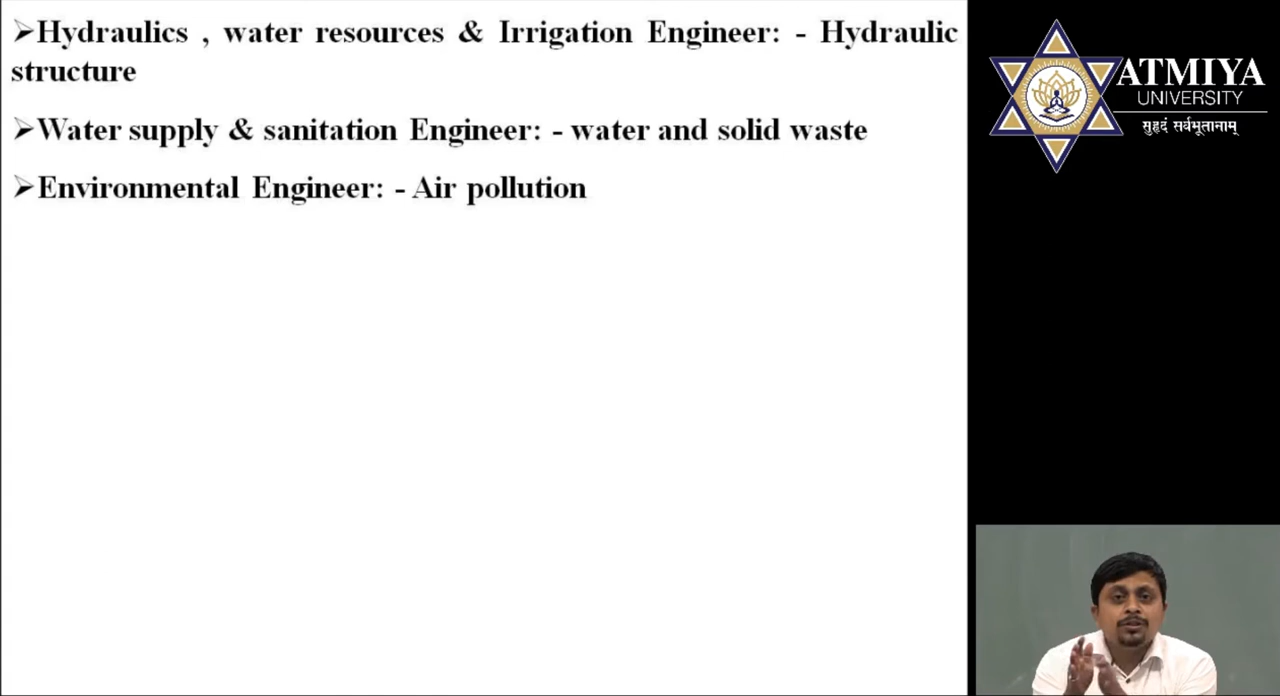 ➢Hydraulics , water resources & Irrigation Engineer: - Hydraulic
structure
➢Water supply & sanitation Engineer: - water and solid waste
➢Environmental Engineer: - Air pollution
ATMIYA
UNIVERSITY
सुहृदं सर्वभूतानाम्